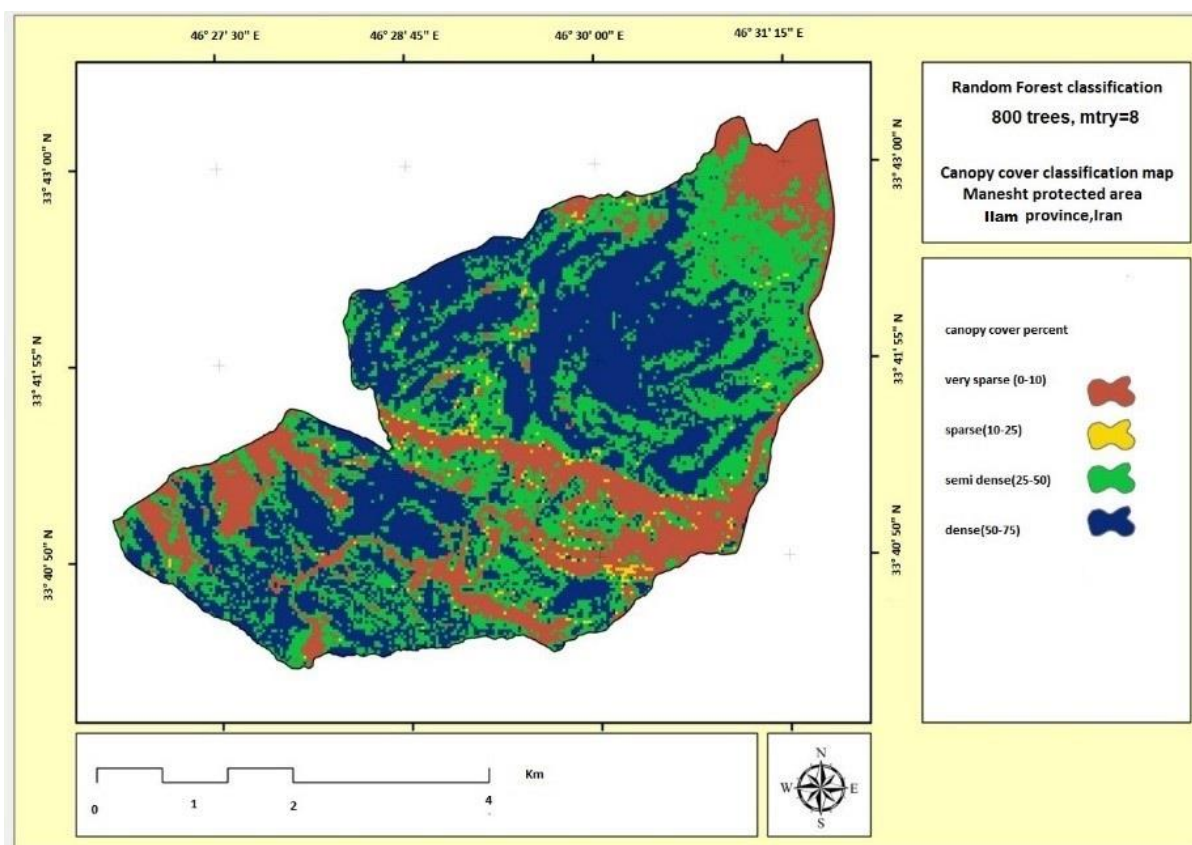 46° 27' 30" E
46° 28' 45" E
46° 30' 00" E
46° 31' 15" E
33° 43' 00" N
33° 41' 55" N
33° 40' 50" N
33° 43' 00" N
33° 41' 55" N
33° 40' 50" N
Random Forest classification
800 trees, mtry=8
Canopy cover classification map
Manesht protected area
Ilam province,Iran
canopy cover percent
very sparse (0-10)
sparse(10-25)
semi dense(25-50)
dense(50-75)
Km
0
1
2
4
N
W
E
S